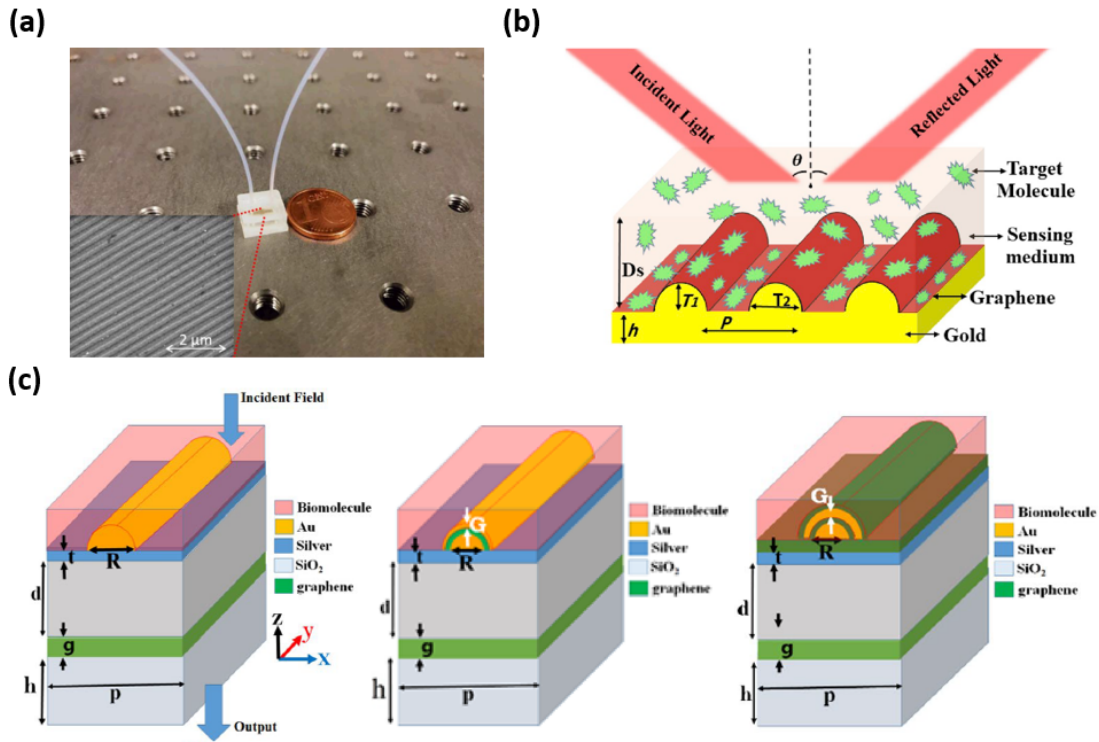 (a)
2 μm
(b)
Incident Light
Reflected Light
θ
Target
Molecule
Sensing
medium
Ds
T1
T2
Graphene
P
h
Gold
(c)
Incident Field
Biomolecule
Au
Silver
SiO2
graphene
t
R
d
g
z
y
x
h
p
Output
G
Biomolecule
Au
Silver
SiO2
graphene
t
R
d
g
h
p
G
Biomolecule
Au
Silver
SiO2
graphene
t
R
d
g
h
p